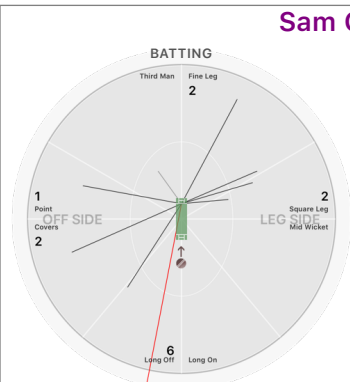 Sam
BATTING
Third Man
Fine Leg
2
1
Point
2
Square Leg
OFF SIDE
LEG SIDE
Covers
Mid Wicket
2
6
Long Off
Long On